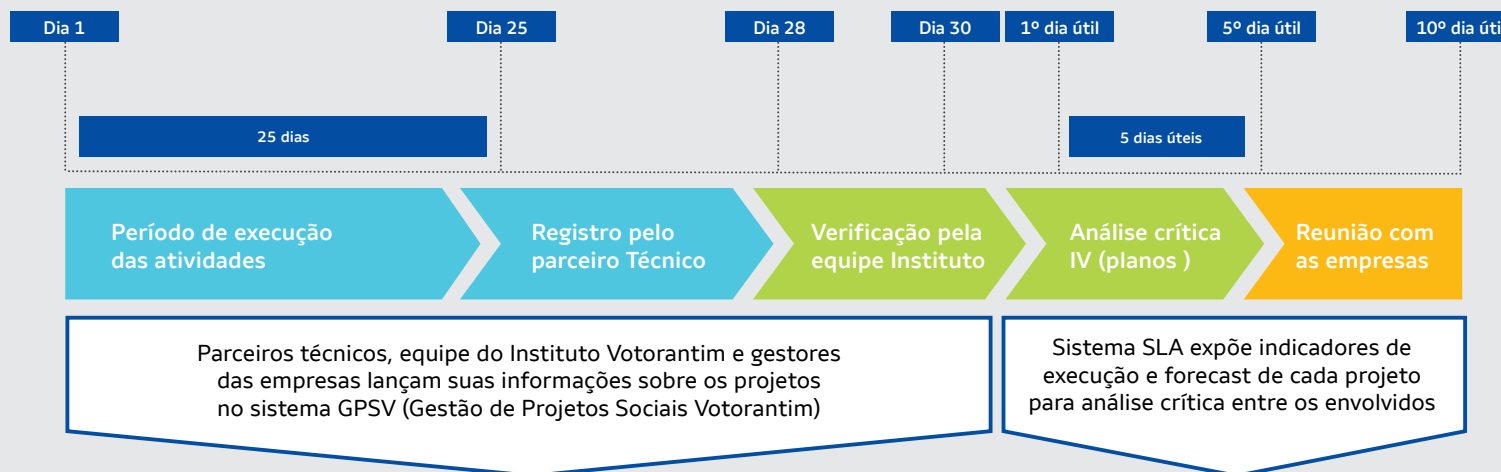 Dia 1
Dia 25
Dia 28
Dia 30
1º dia útil
5º dia útil
10º dia úti
25 dias
5 dias úteis
Período de execução
das atividades
Registro pelo
parceiro Técnico
Verificação pela
equipe Instituto
Análise crítica
IV (planos )
Reunião com
as empresas
Parceiros técnicos, equipe do Instituto Votorantim e gestores
das empresas lançam suas informações sobre os projetos
no sistema GPSV (Gestão de Projetos Sociais Votorantim)
Sistema SLA expõe indicadores de
execução e forecast de cada projeto
para análise crítica entre os envolvidos